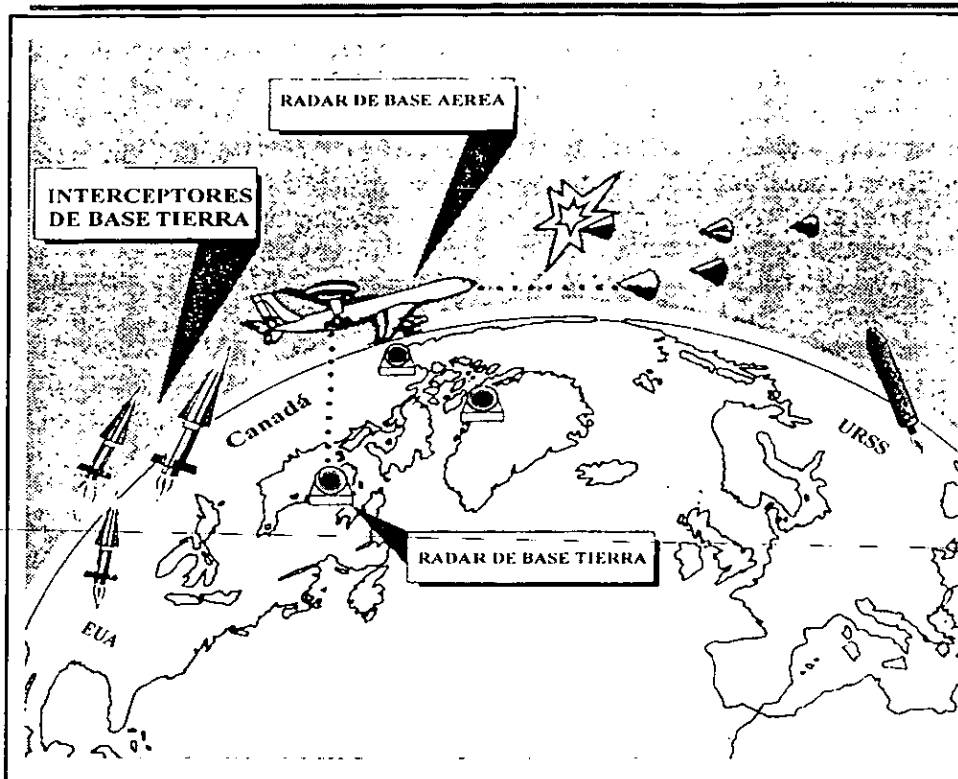 RADAR DE BASE AEREA
INTERCEPTORES
DE BASE TIERRA
Canadá
URSS
RADAR DE BASE TIERRA
EUA